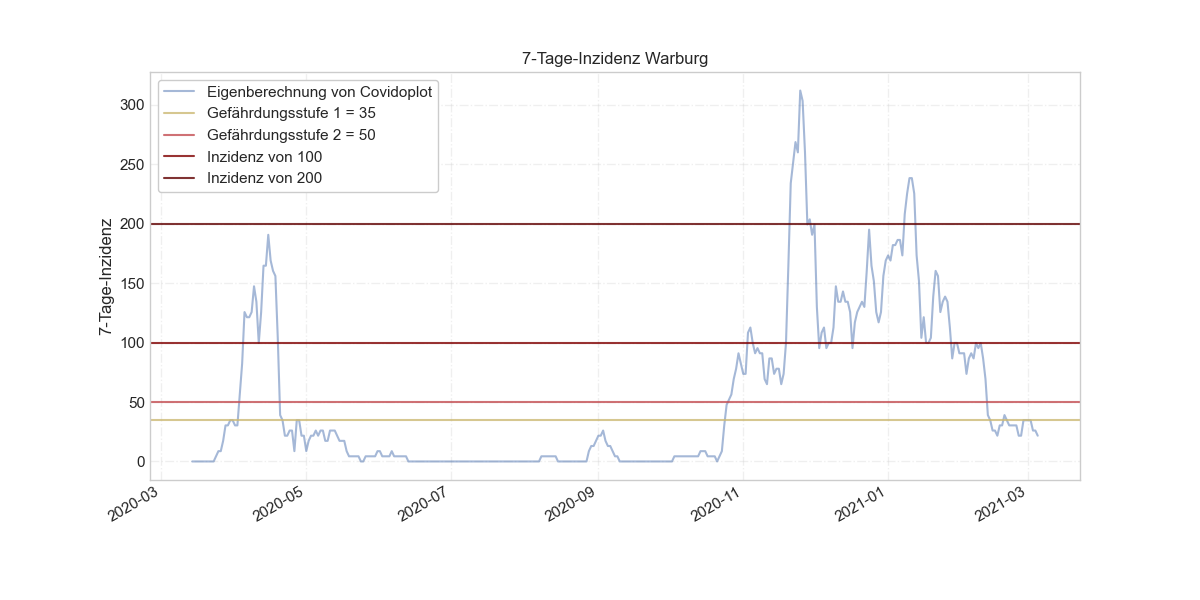 7-Tage-Inzidenz Warburg
Eigenberechnung von Covidoplot
Gefährdungsstufe 1 = 35
Gefährdungsstufe 2 = 50
Inzidenz von 100
Inzidenz von 200
7-Tage-Inzidenz
300
250
200
150
100
50
0
2020-03
2020-05
2020-07
2020-09
2020-11
2021-01
2021-03